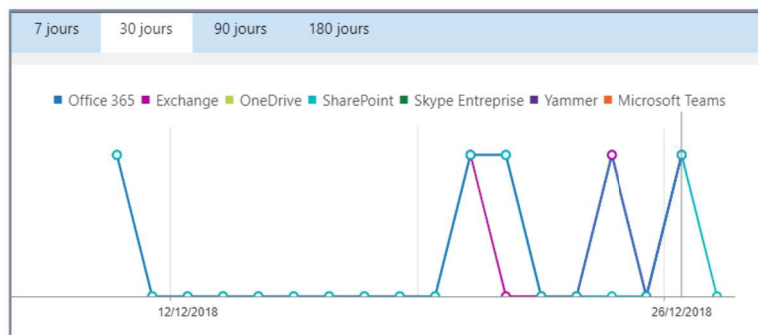 7 jours 30 jours 90 jours 180 jours
Office 365 Exchange OneDrive SharePoint Skype Entreprise Yammer Microsoft Teams
12/12/2018 26/12/2018